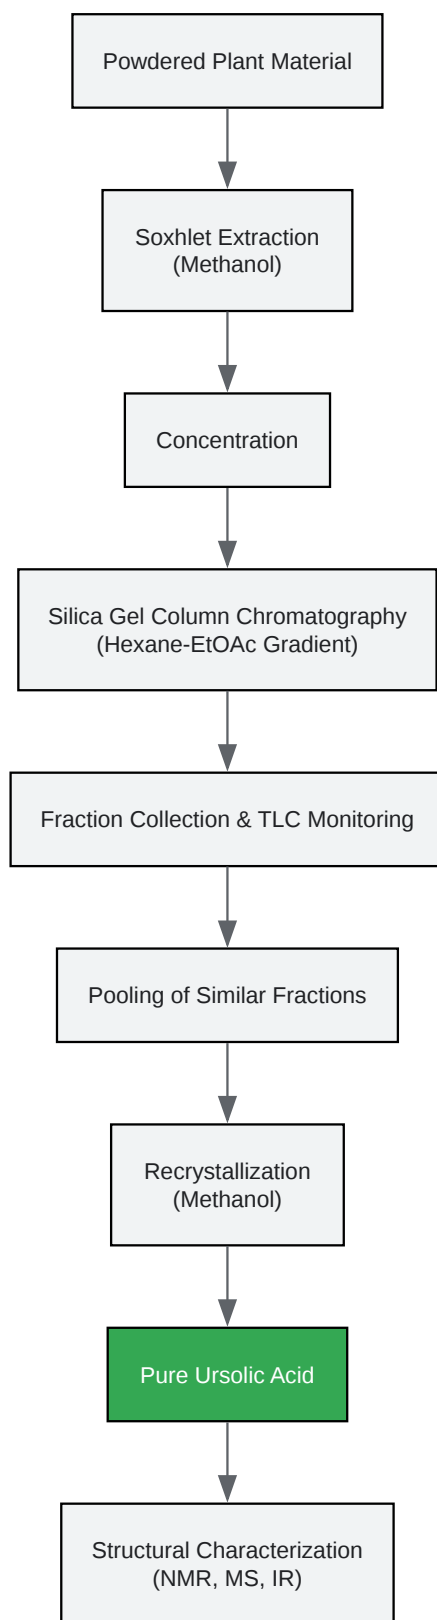 Powdered Plant Material
Soxhlet Extraction
(Methanol)
Concentration
Silica Gel Column Chromatography
(Hexane-EtOAc Gradient)
Fraction Collection & TLC Monitoring
Pooling of Similar Fractions
Recrystallization
(Methanol)
Pure Ursolic Acid
Structural Characterization
(NMR, MS, IR)